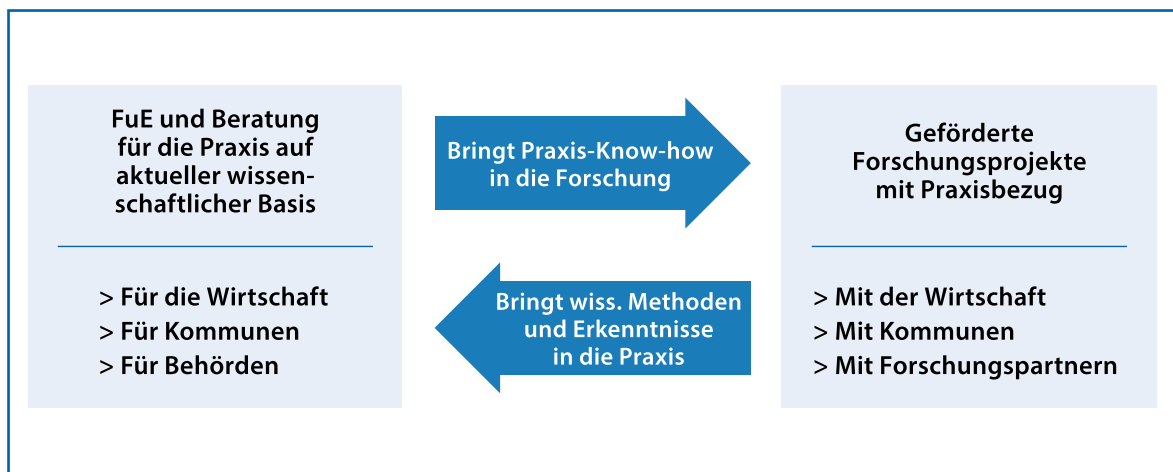 FuE und Beratung
für die Praxis auf
aktueller wissen-
schaftlicher Basis
> Für die Wirtschaft
> Für Kommunen
> Für Behörden
Bringt Praxis-Know-how
in die Forschung
Bringt wiss. Methoden
und Erkenntnisse
in die Praxis
Geförderte
Forschungsprojekte
mit Praxisbezug
> Mit der Wirtschaft
> Mit Kommunen
> Mit Forschungspartnern